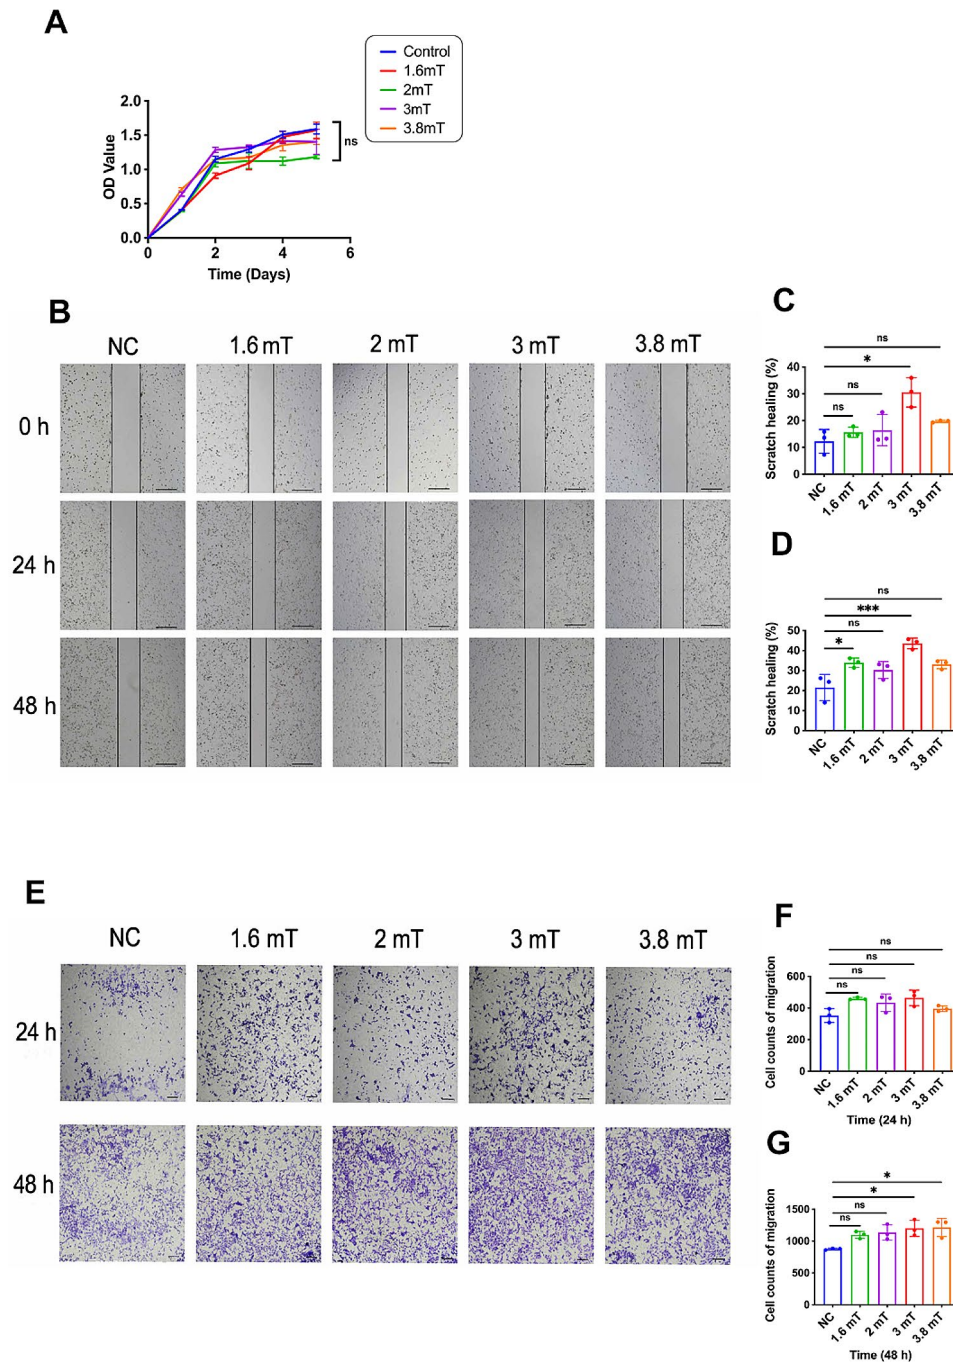 A
Control
1.6mT
2mT
3mT
3.8mT
2.0
1.5
1.0
0.5
0.0
OD Value
ns
0 2 4 6
Time (Days)
B
NC 1.6 mT 2 mT 3 mT 3.8 mT
0 h
24 h
48 h
C
ns
*
ns
ns
40
30
20
10
0
Scratch healing (%)
NC 1.6 mT 2 mT 3 mT 3.8 mT
D
ns
***
ns
*
50
40
30
20
10
0
Scratch healing (%)
NC 1.6 mT 2 mT 3 mT 3.8 mT
E
NC 1.6 mT 2 mT 3 mT 3.8 mT
24 h
48 h
F
ns
ns
ns
ns
600
400
200
0
Cell counts of migration
NC 1.6 mT 2 mT 3 mT 3.8 mT
Time (24 h)
G
*
*
ns
ns
1500
1000
500
0
Cell counts of migration
NC 1.6 mT 2 mT 3 mT 3.8 mT
Time (48 h)